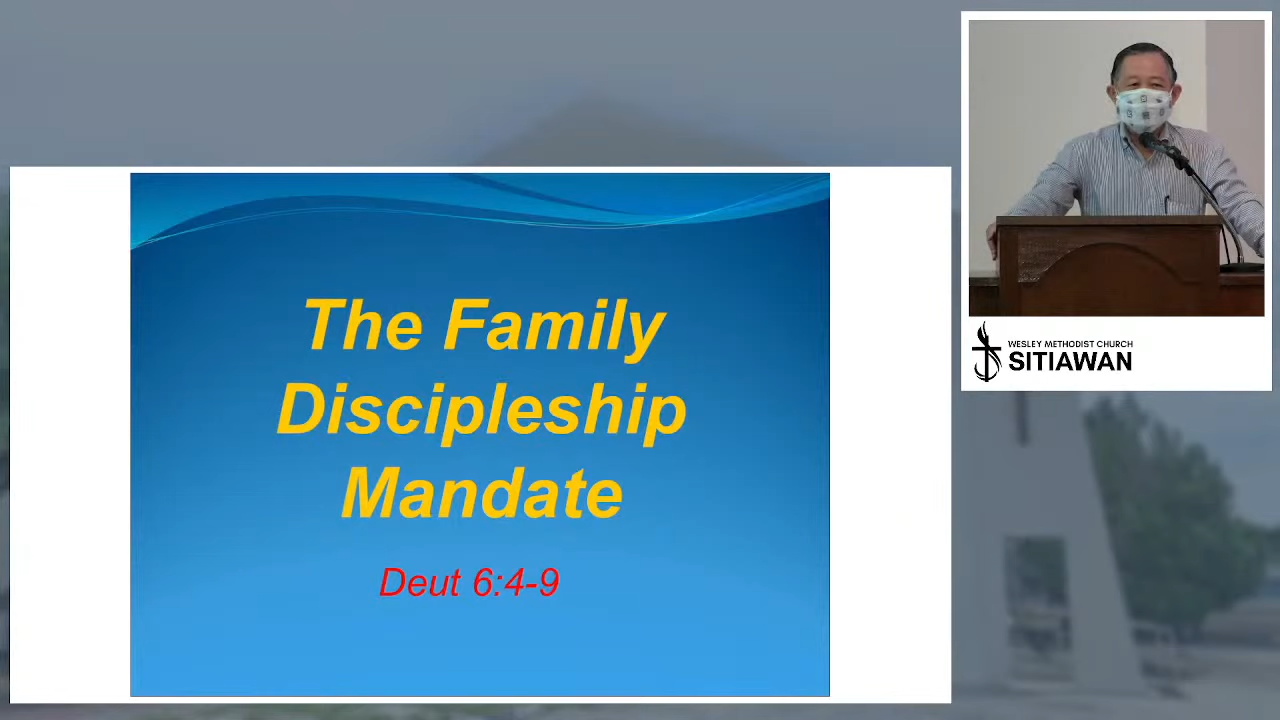 The Family
Discipleship
Mandate
Deut 6:4-9
WESLEY METHODIST CHURCH
SITIAWAN